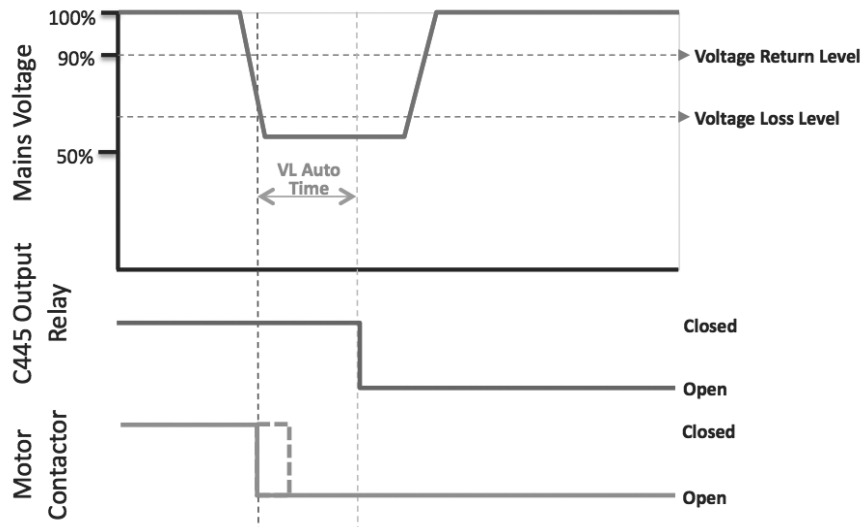 100%
90%
50%
Mains Voltage
Voltage Return Level
Voltage Loss Level
VL Auto
Time
C445 Output
Relay
Closed
Open
Motor
Contactor
Closed
Open